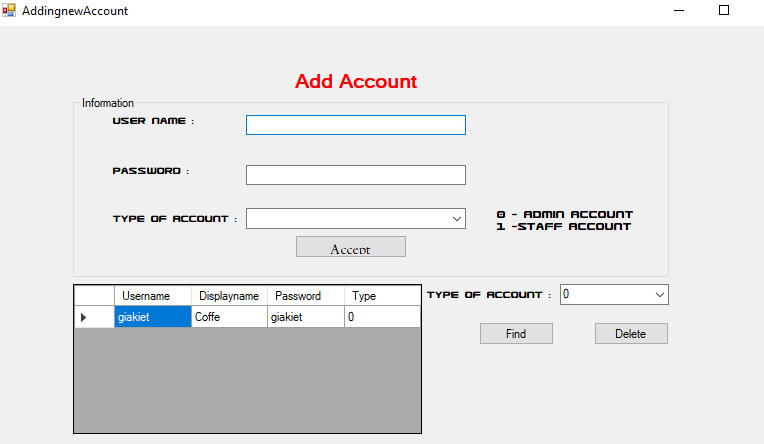 AddingnewAccount
Add Account
Information
USER NAME :
PASSWORD :
TYPE OF ACCOUNT :
0 - ADMIN ACCOUNT
1 -STAFF ACCOUNT
Accept
Username Displayname Password Type
giakiet Coffe giakiet 0
TYPE OF ACCOUNT : 0
Find Delete